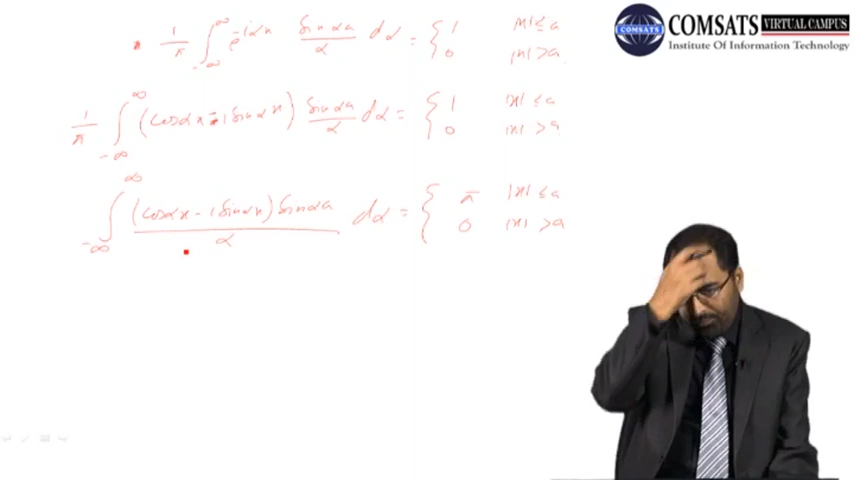 COMSATS VIRTUAL CAMPUS
COMSATS
Institute Of Information Technology
1/π ∫_{-∞}^{∞} e^{-iαx} sin αa/α dα = { 1 |x| ≤ a
0 |x| > a
1/π ∫_{-∞}^{∞} (cos αx - i sin αx) sin αa/α dα = { 1 |x| ≤ a
0 |x| > a
∫_{-∞}^{∞} (cos αx - i sin αx) sin αa/α dα = { π |x| ≤ a
0 |x| > a